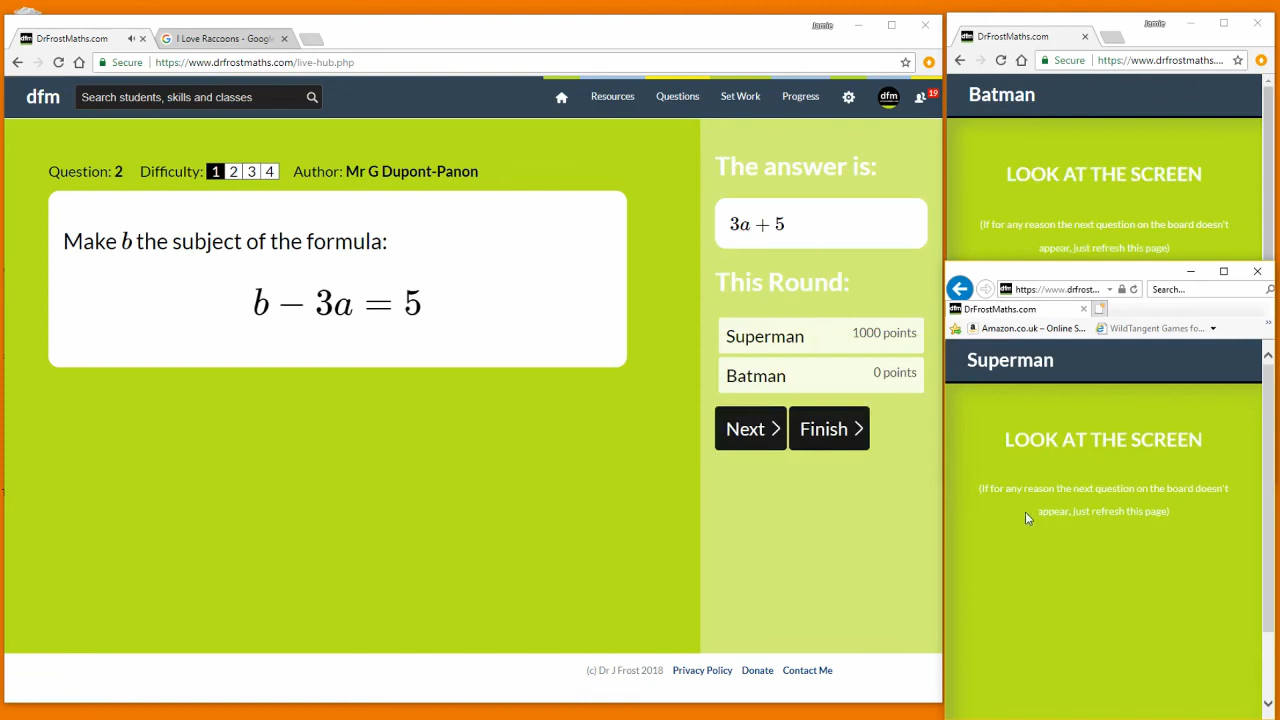 Jamie
DrFrostMaths.com
I Love Raccoons - Google
Secure https://www.drfrostmaths.com/live-hub.php
dfm Search students, skills and classes Resources Questions Set Work Progress dfm 19
Question: 2 Difficulty: 1 2 3 4 Author: Mr G Dupont-Panon
Make b the subject of the formula:
b − 3a = 5
The answer is:
3a + 5
This Round:
Superman 1000 points
Batman 0 points
Next Finish
(c) Dr J Frost 2018 Privacy Policy Donate Contact Me
Jamie
dfm DrFrostMaths.com
Secure https://www.drfrostmaths....
Batman
LOOK AT THE SCREEN
(If for any reason the next question on the board doesn't
appear, just refresh this page)
dfm https://www.drfrost... Search...
dfm DrFrostMaths.com
Amazon.co.uk – Online S... WildTangent Games fo...
Superman
LOOK AT THE SCREEN
(If for any reason the next question on the board doesn't
appear, just refresh this page)